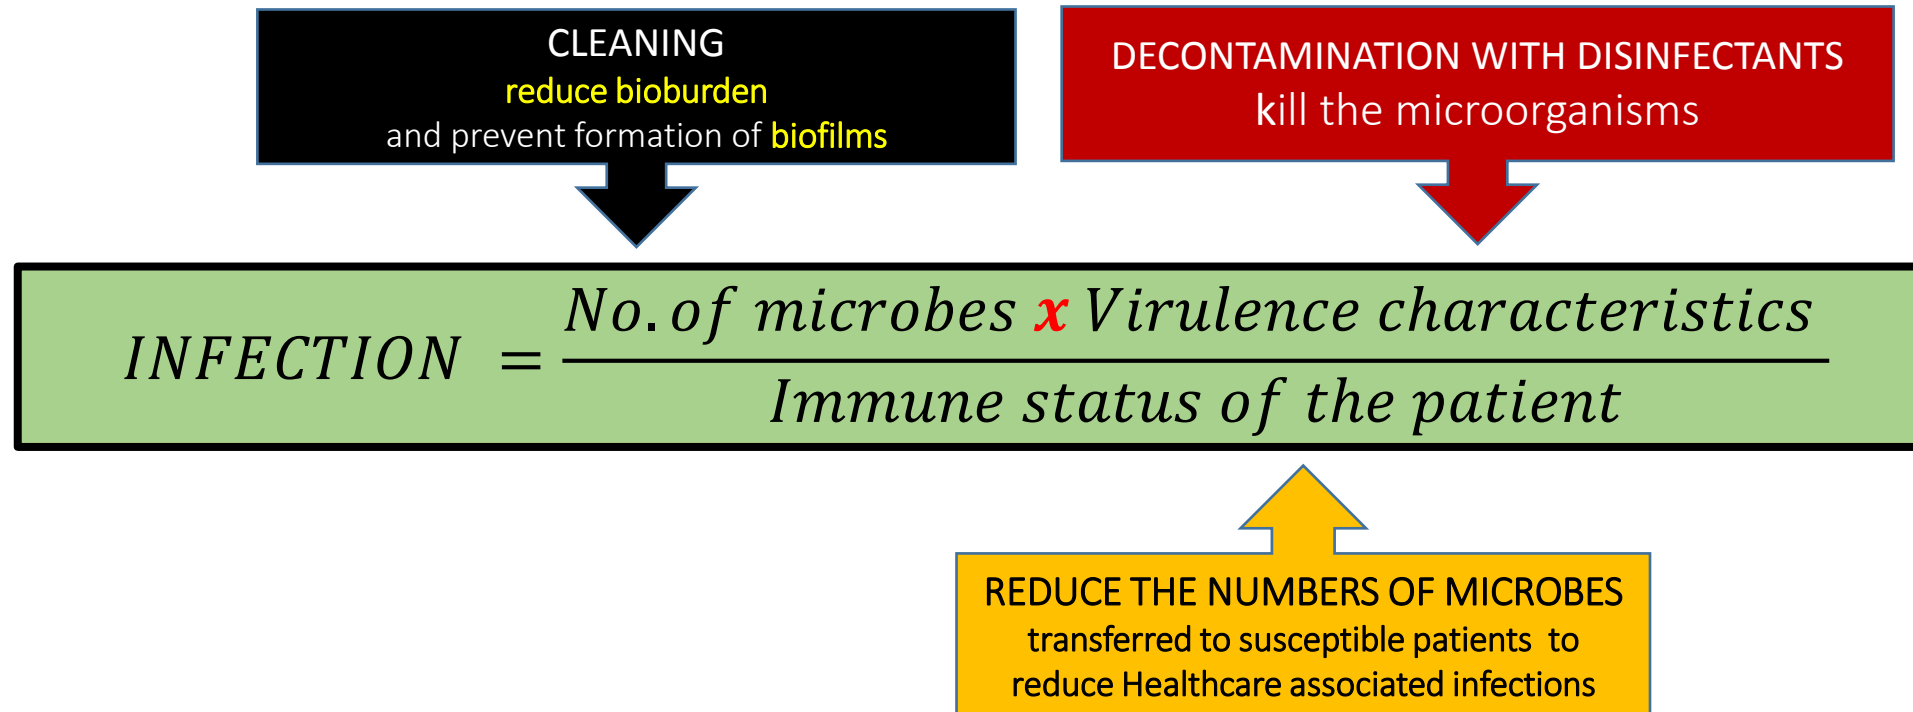 CLEANING
reduce bioburden
and prevent formation of biofilms
DECONTAMINATION WITH DISINFECTANTS
kill the microorganisms
INFECTION = No. of microbes x Virulence characteristics
Immune status of the patient
REDUCE THE NUMBERS OF MICROBES
transferred to susceptible patients to
reduce Healthcare associated infections